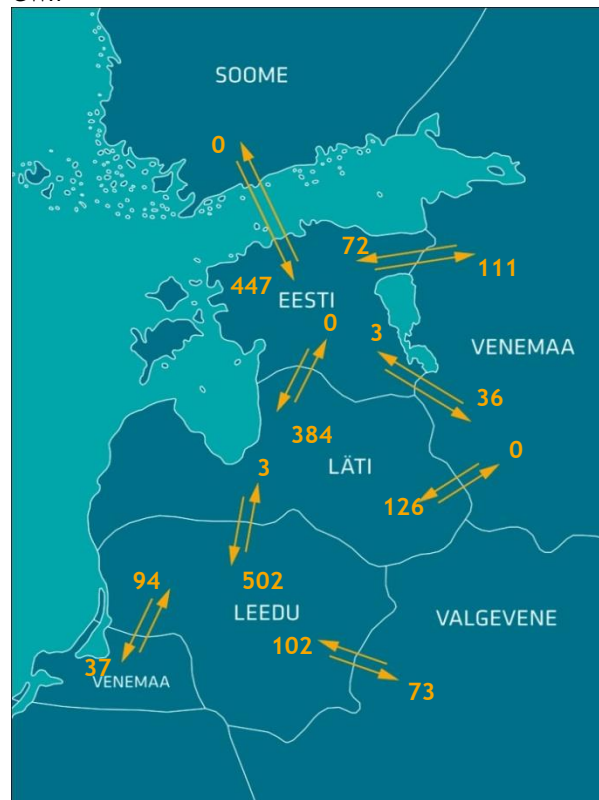 SOOME
0
72
111
447
EESTI
0
3
VENEMAA
36
384
0
LÄTI
3
126
94
502
LEEDU
VALGEVENE
102
37
VENEMAA
73